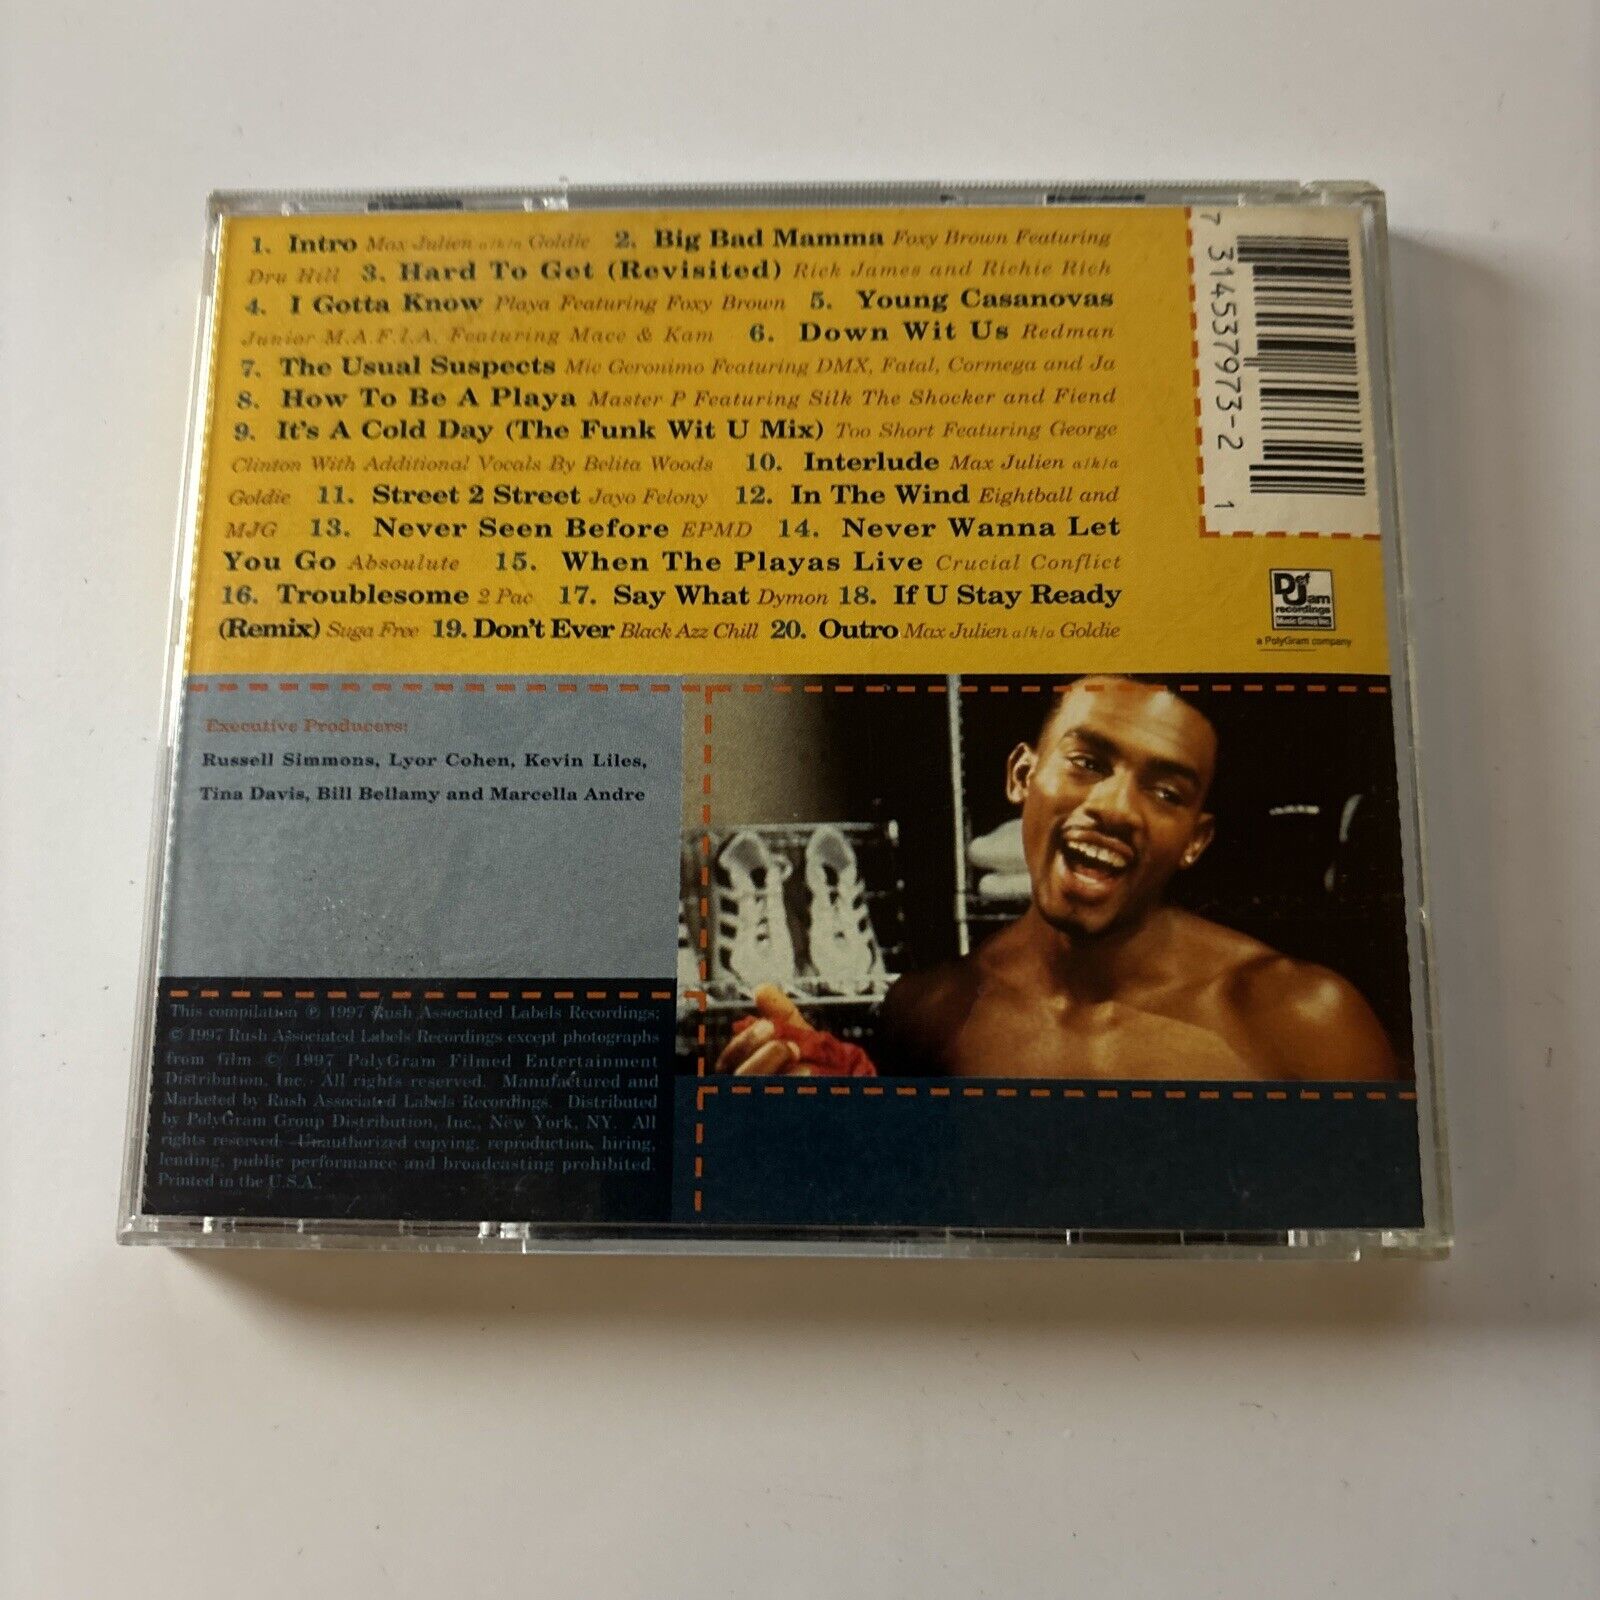 1. Intro Max Julien a/k/a Goldie 2. Big Bad Mamma Foxy Brown Featuring
Dru Hill 3. Hard To Get (Revisited) Rick James and Richie Rich
4. I Gotta Know Playa Featuring Foxy Brown 5. Young Casanovas
Junior M.A.F.I.A. Featuring Mace & Kam 6. Down Wit Us Redman
7. The Usual Suspects Mic Geronimo Featuring DMX, Fatal, Cormega and Ja
8. How To Be A Playa Master P Featuring Silk The Shocker and Fiend
9. It's A Cold Day (The Funk Wit U Mix) Too Short Featuring George
Clinton With Additional Vocals By Belita Woods 10. Interlude Max Julien a/k/a
Goldie 11. Street 2 Street Jayo Felony 12. In The Wind Eightball and
MJG 13. Never Seen Before EPMD 14. Never Wanna Let
You Go Absoulute 15. When The Playas Live Crucial Conflict
16. Troublesome 2 Pac 17. Say What Dymon 18. If U Stay Ready
(Remix) Suga Free 19. Don't Ever Black Azz Chill 20. Outro Max Julien a/k/a Goldie
7 31453 7973-2 1
Def
Jam
recordings
Music Group Inc.
a PolyGram company
Executive Producers:
Russell Simmons, Lyor Cohen, Kevin Liles,
Tina Davis, Bill Bellamy and Marcella Andre
This compilation ℗ 1997 Rush Associated Labels Recordings;
© 1997 Rush Associated Labels Recordings except photographs
from film © 1997 PolyGram Filmed Entertainment
Distribution, Inc. All rights reserved. Manufactured and
Marketed by Rush Associated Labels Recordings. Distributed
by PolyGram Group Distribution, Inc., New York, NY. All
rights reserved. Unauthorized copying, reproduction, hiring,
lending, public performance and broadcasting prohibited.
Printed in the U.S.A.